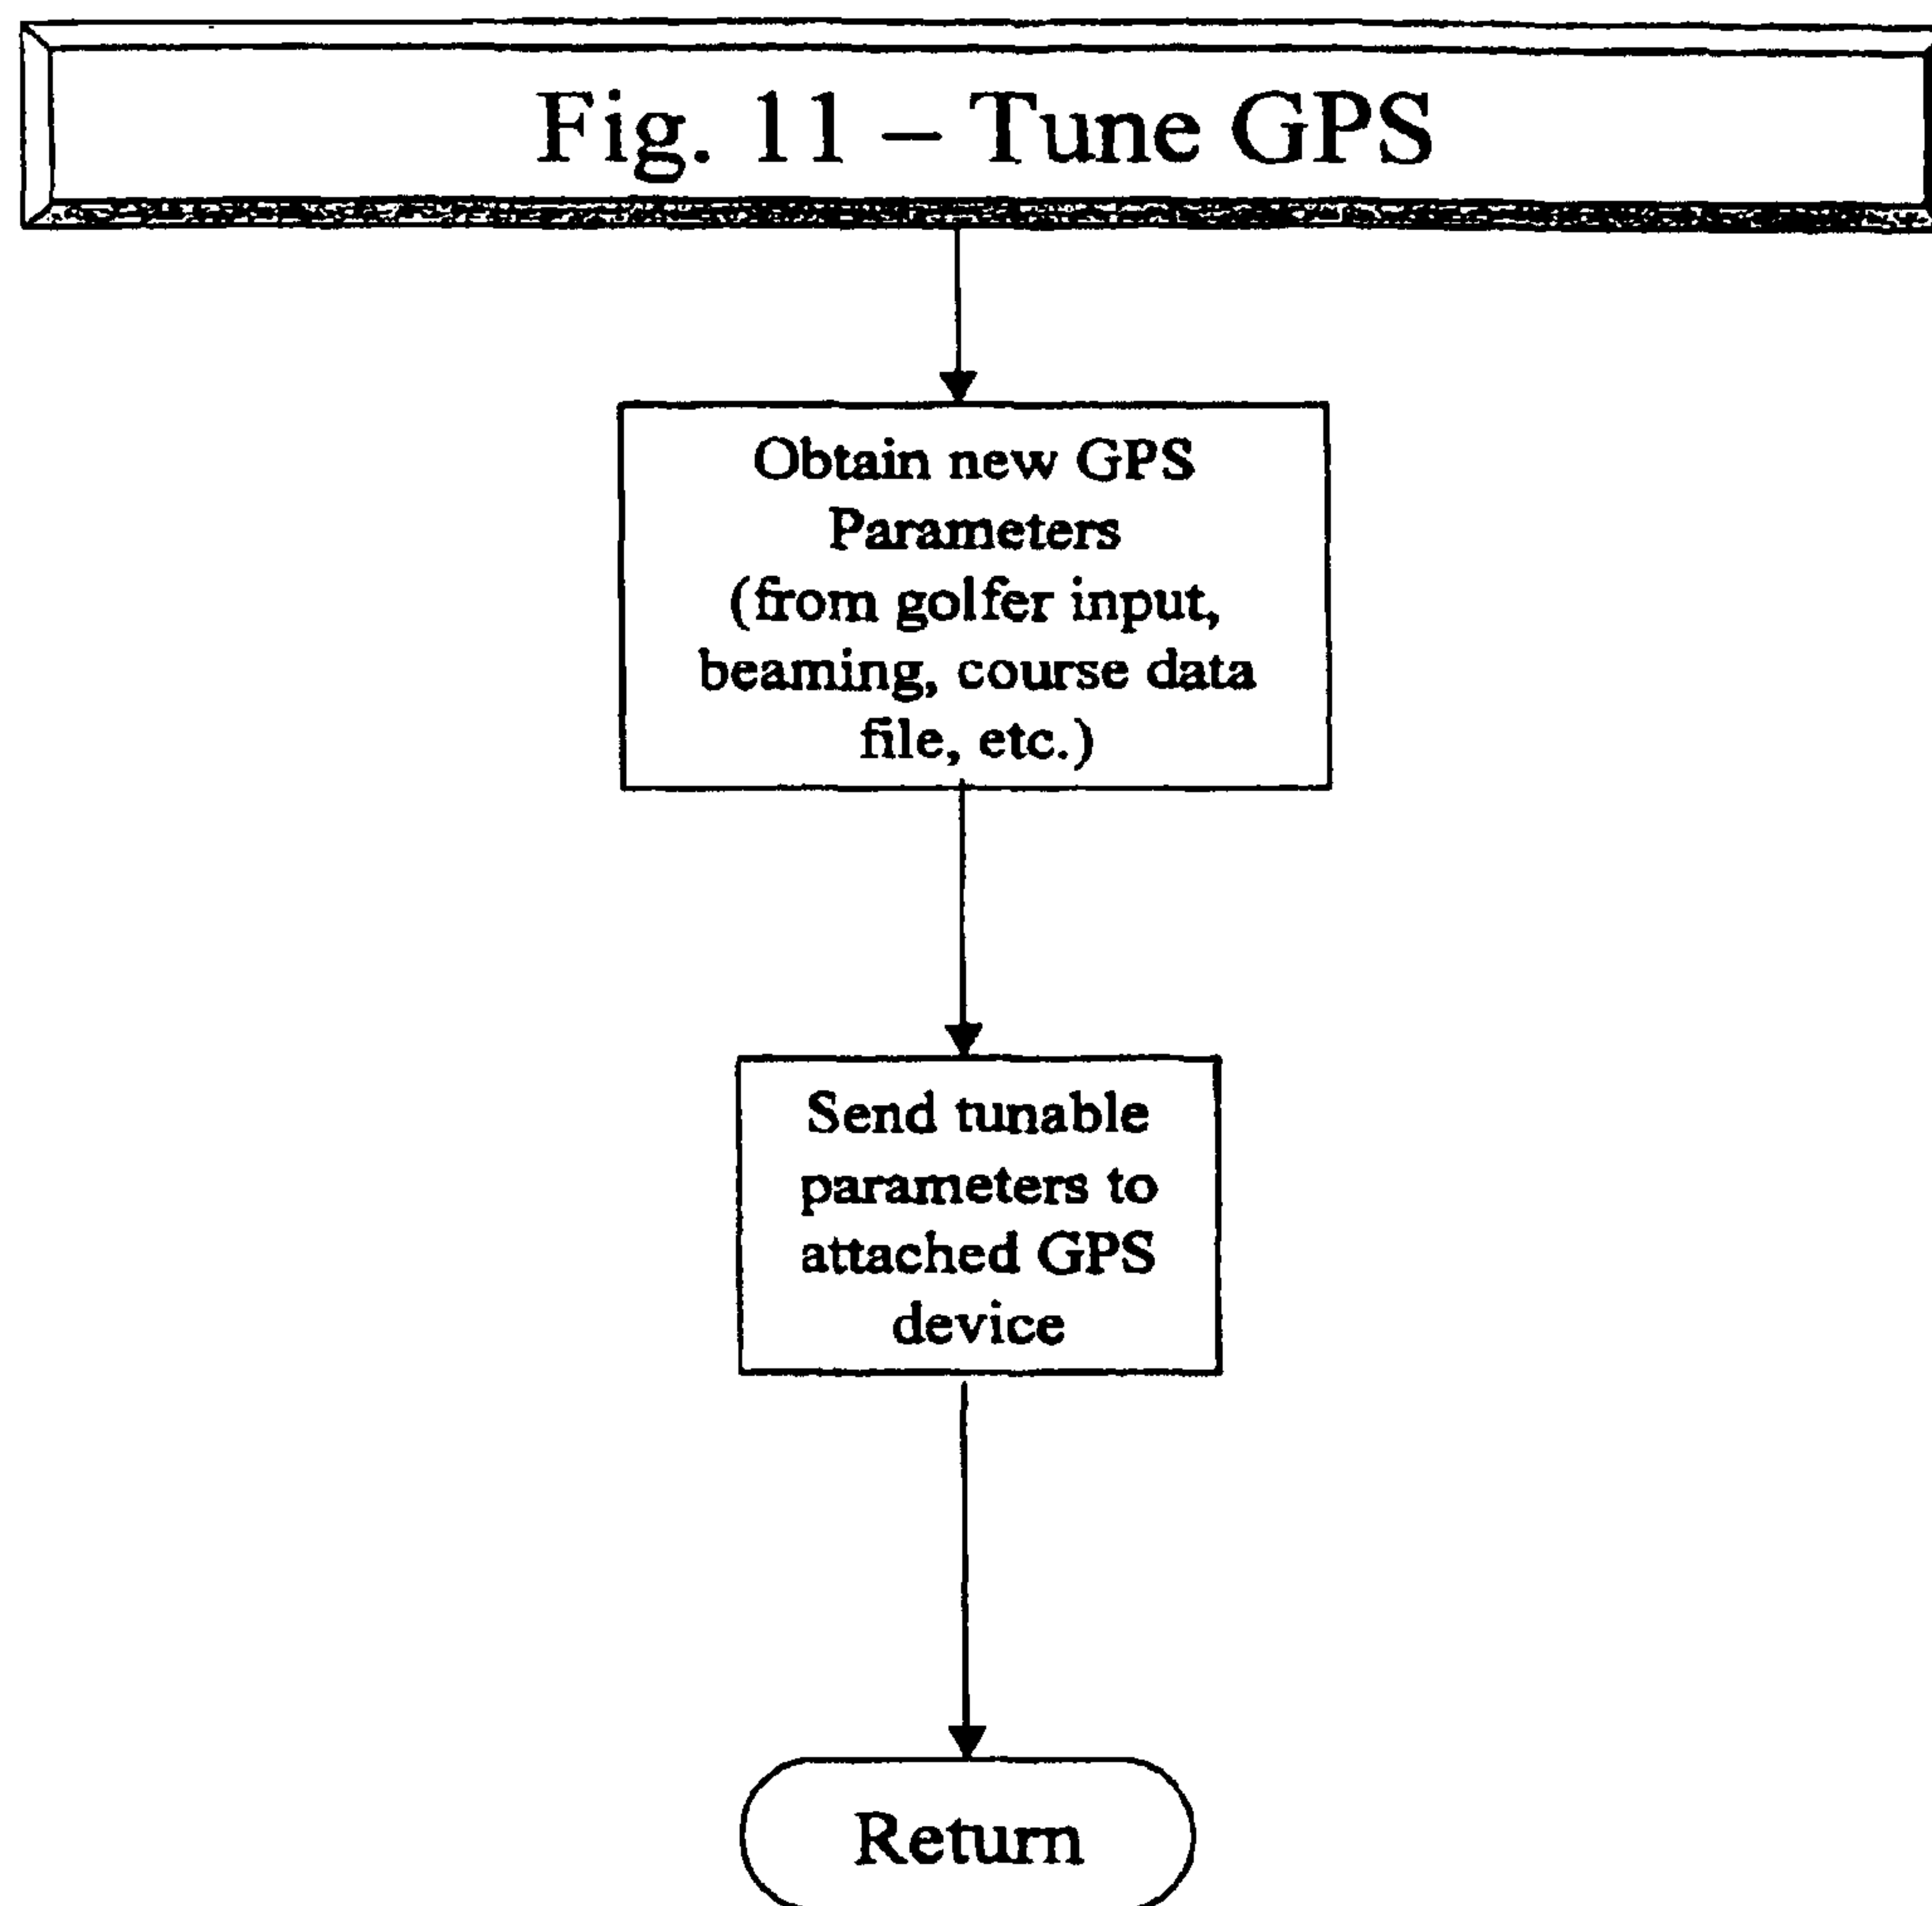 Fig. 11 – Tune GPS
Obtain new GPS
Parameters
(from golfer input,
beaming, course data
file, etc.)
Send tunable
parameters to
attached GPS
device
Return